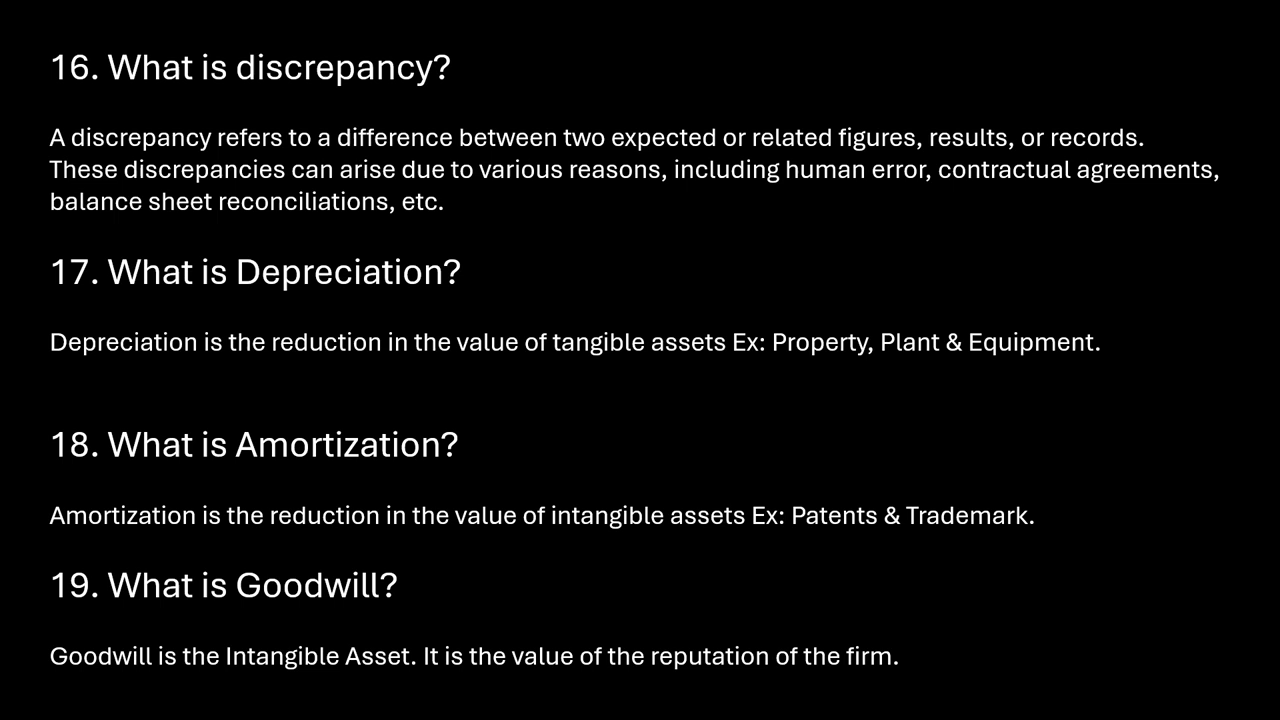 16. What is discrepancy?
A discrepancy refers to a difference between two expected or related figures, results, or records.
These discrepancies can arise due to various reasons, including human error, contractual agreements,
balance sheet reconciliations, etc.
17. What is Depreciation?
Depreciation is the reduction in the value of tangible assets Ex: Property, Plant & Equipment.
18. What is Amortization?
Amortization is the reduction in the value of intangible assets Ex: Patents & Trademark.
19. What is Goodwill?
Goodwill is the Intangible Asset. It is the value of the reputation of the firm.